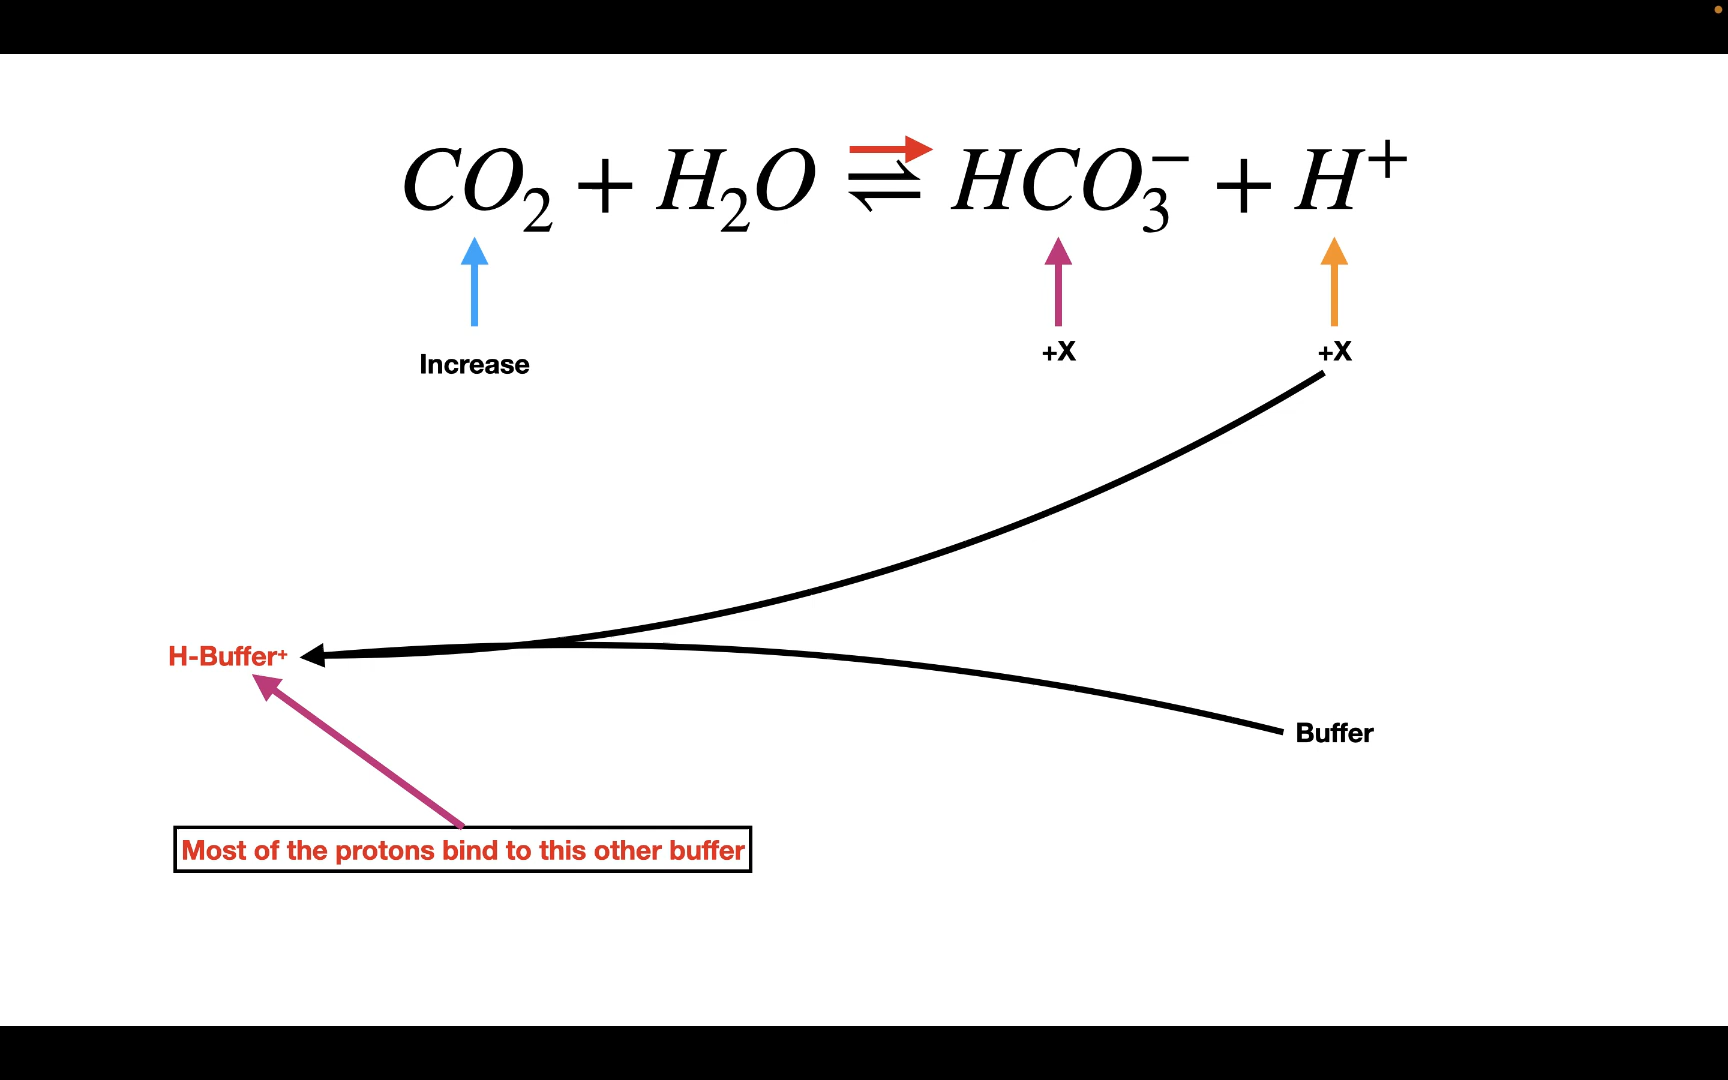 CO₂ + H₂O ⇌ HCO₃⁻ + H⁺
Increase
+X
+X
H-Buffer⁺
Buffer
Most of the protons bind to this other buffer